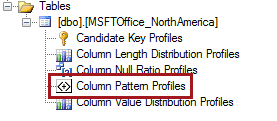 Tables
[dbo].[MSFTOffice_NorthAmerica]
Candidate Key Profiles
Column Length Distribution Profiles
Column Null Ratio Profiles
Column Pattern Profiles
Column Value Distribution Profiles